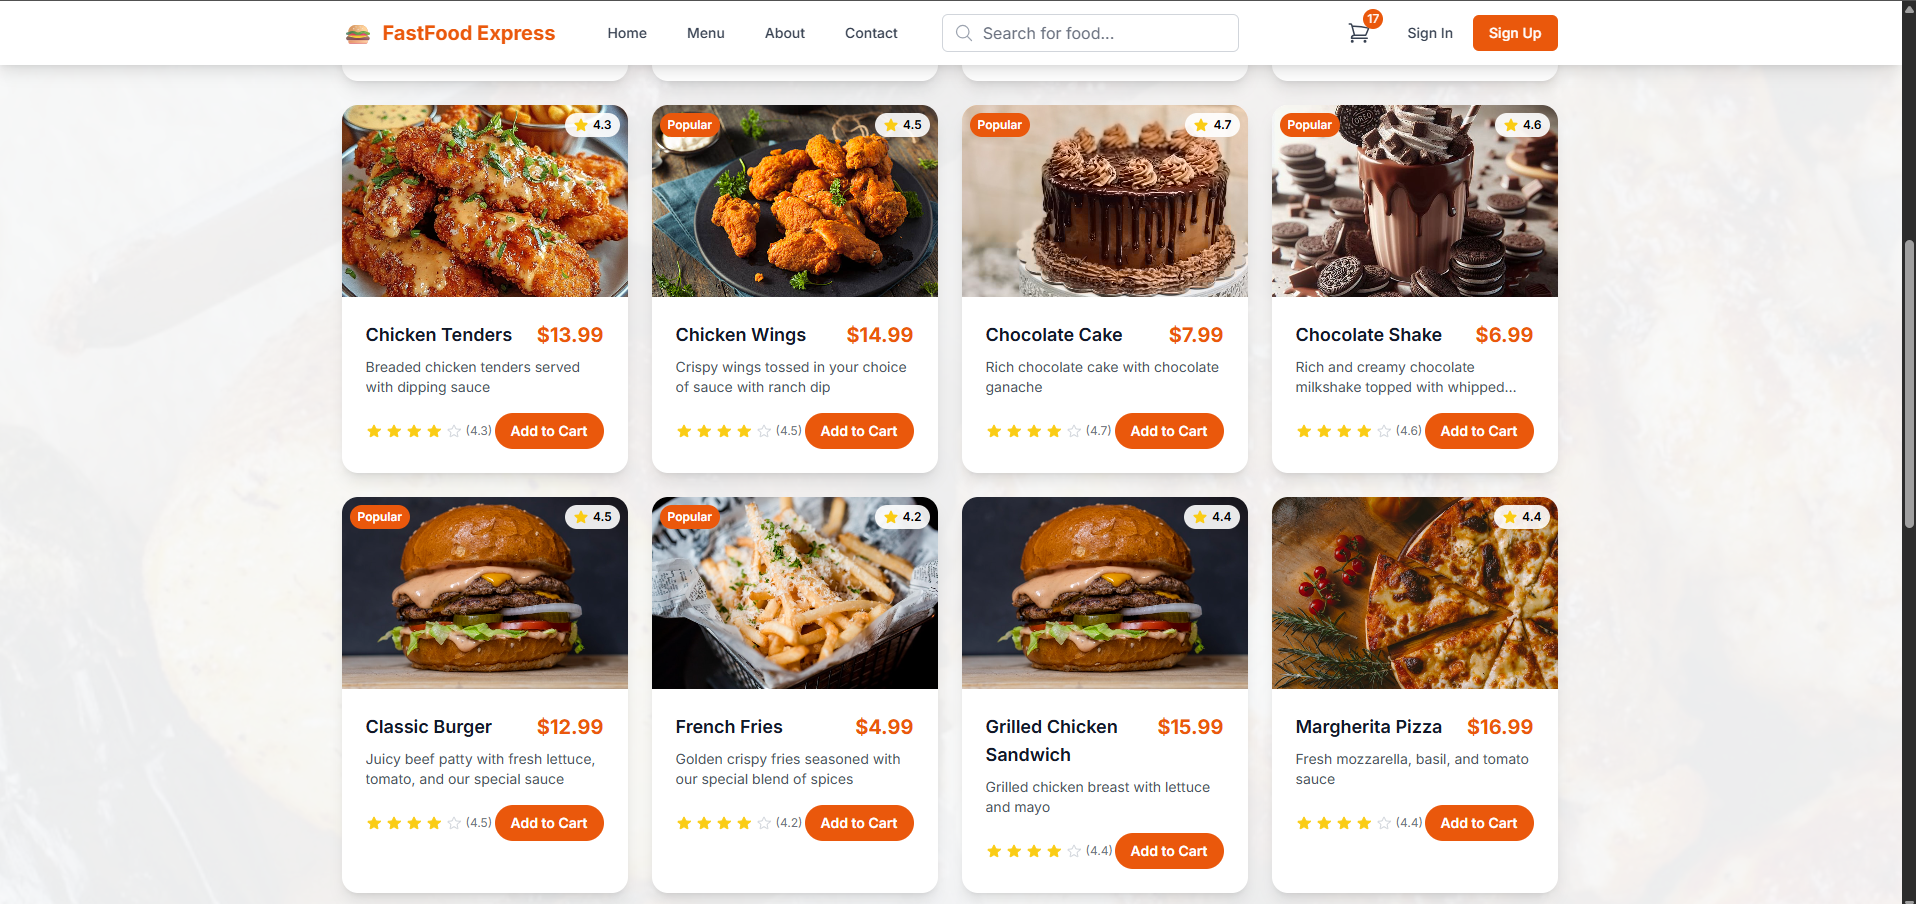 FastFood Express
Home
Menu
About
Contact
Search for food...
17
Sign In
Sign Up
4.3
Chicken Tenders $13.99
Breaded chicken tenders served
with dipping sauce
(4.3) Add to Cart
Popular 4.5
Chicken Wings $14.99
Crispy wings tossed in your choice
of sauce with ranch dip
(4.5) Add to Cart
Popular 4.7
Chocolate Cake $7.99
Rich chocolate cake with chocolate
ganache
(4.7) Add to Cart
Popular 4.6
Chocolate Shake $6.99
Rich and creamy chocolate
milkshake topped with whipped...
(4.6) Add to Cart
Popular 4.5
Classic Burger $12.99
Juicy beef patty with fresh lettuce,
tomato, and our special sauce
(4.5) Add to Cart
Popular 4.2
French Fries $4.99
Golden crispy fries seasoned with
our special blend of spices
(4.2) Add to Cart
4.4
Grilled Chicken $15.99
Sandwich
Grilled chicken breast with lettuce
and mayo
(4.4) Add to Cart
4.4
Margherita Pizza $16.99
Fresh mozzarella, basil, and tomato
sauce
(4.4) Add to Cart